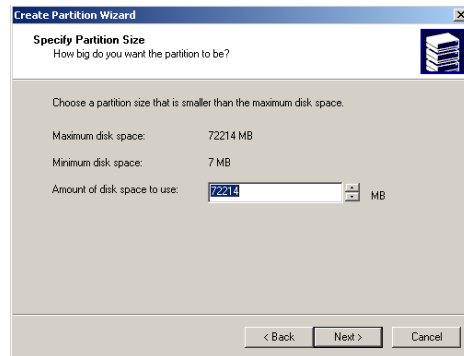 Create Partition Wizard
Specify Partition Size
How big do you want the partition to be?
Choose a partition size that is smaller than the maximum disk space.
Maximum disk space: 72214 MB
Minimum disk space: 7 MB
Amount of disk space to use: 72214 MB
< Back Next > Cancel